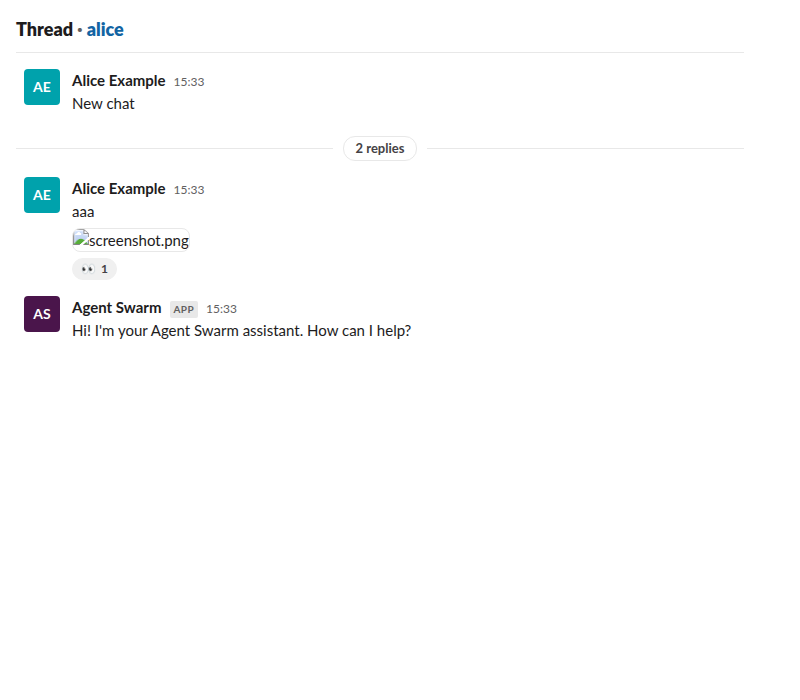 Thread • alice
AE
Alice Example 15:33
New chat
2 replies
AE
Alice Example 15:33
aaa
screenshot.png
👀 1
AS
Agent Swarm APP 15:33
Hi! I'm your Agent Swarm assistant. How can I help?